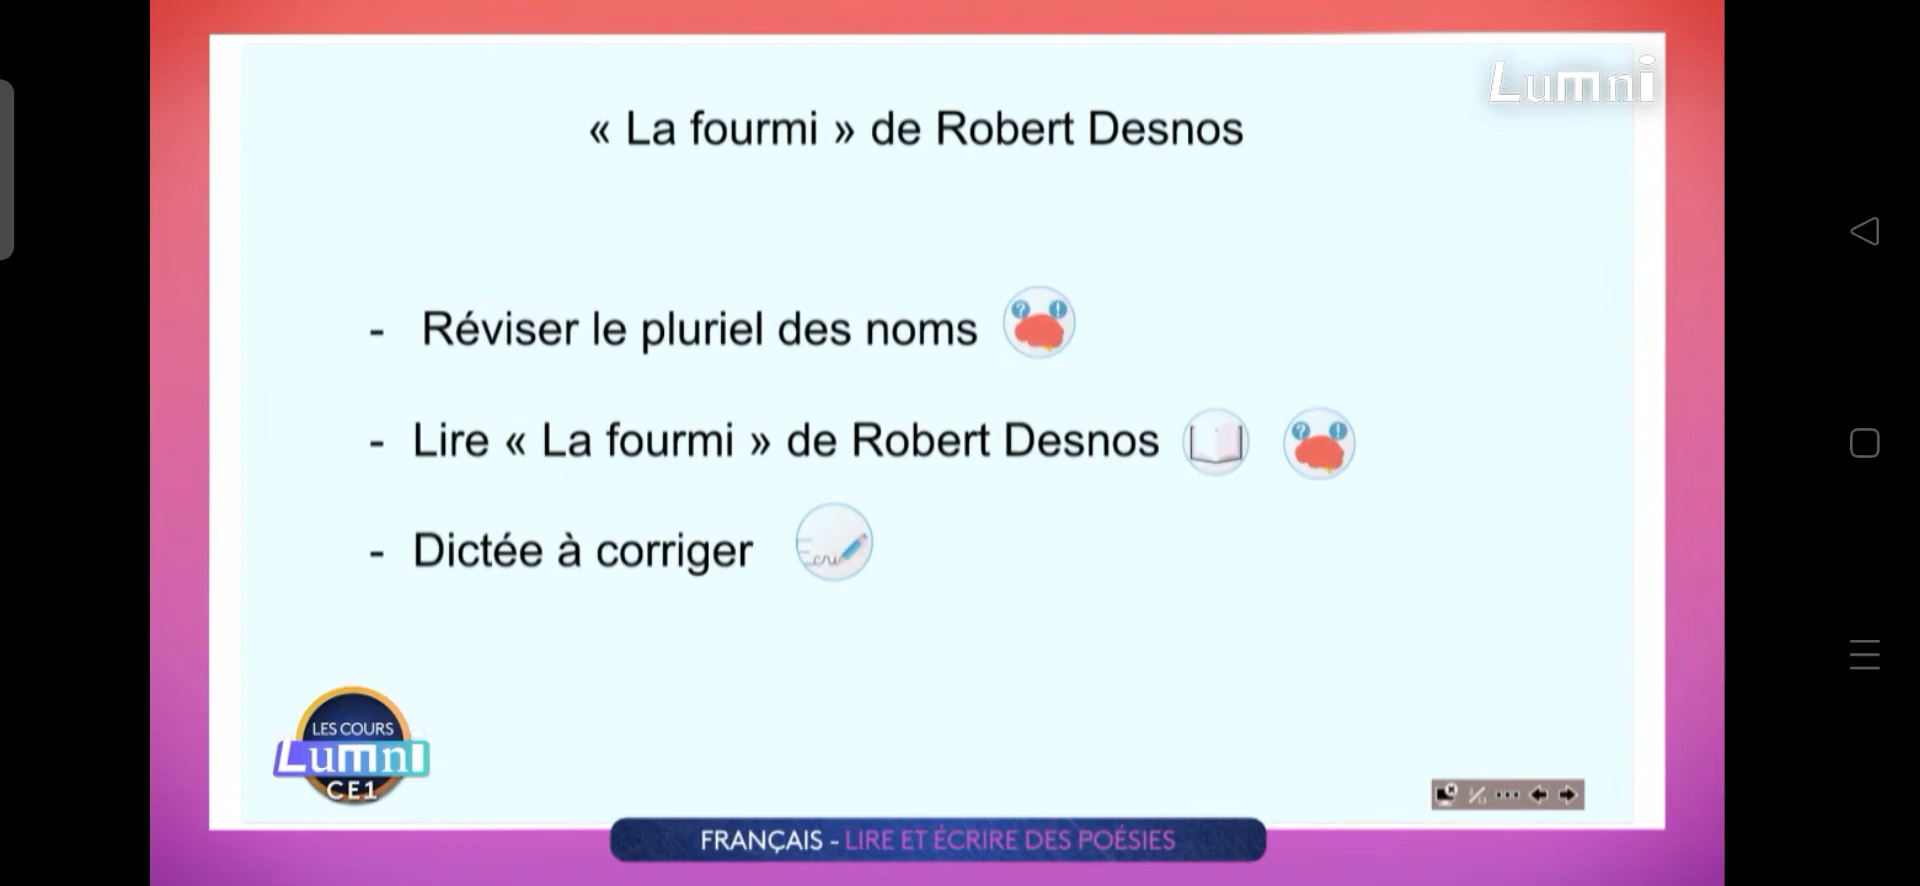 Lumni
« La fourmi » de Robert Desnos
- Réviser le pluriel des noms
- Lire « La fourmi » de Robert Desnos
- Dictée à corriger
LES COURS
Lumni
CE1
FRANÇAIS - LIRE ET ÉCRIRE DES POÉSIES